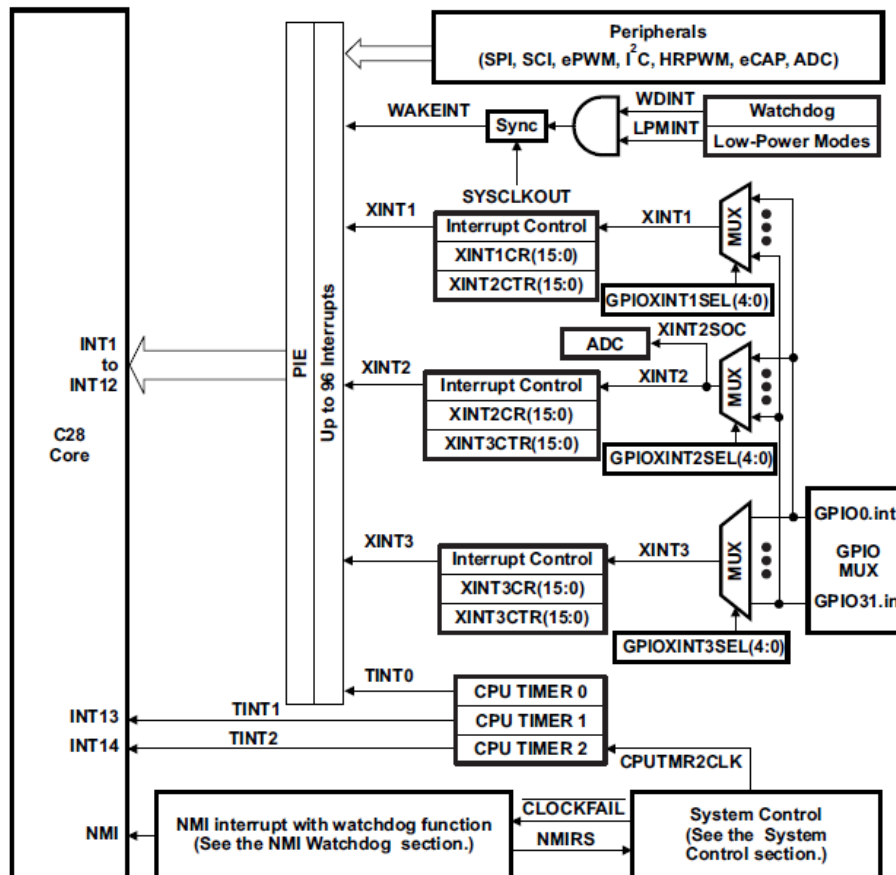 Peripherals
(SPI, SCI, ePWM, I²C, HRPWM, eCAP, ADC)
WDINT
Watchdog
WAKEINT
Sync
LPMINT
Low-Power Modes
SYSCLKOUT
XINT1
Interrupt Control
XINT1
MUX
XINT1CR(15:0)
XINT2CTR(15:0)
GPIOXINT1SEL(4:0)
XINT2SOC
ADC
INT1
to
INT12
PIE
Up to 96 Interrupts
XINT2
Interrupt Control
XINT2
MUX
XINT2CR(15:0)
XINT3CTR(15:0)
C28
Core
GPIOXINT2SEL(4:0)
GPIO0.int
XINT3
Interrupt Control
XINT3
MUX
GPIO
MUX
XINT3CR(15:0)
XINT3CTR(15:0)
GPIO31.in
GPIOXINT3SEL(4:0)
TINT0
CPU TIMER 0
INT13
TINT1
CPU TIMER 1
INT14
TINT2
CPU TIMER 2
CPUTMR2CLK
NMI
NMI interrupt with watchdog function
(See the NMI Watchdog section.)
CLOCKFAIL
NMIRS
System Control
(See the System
Control section.)